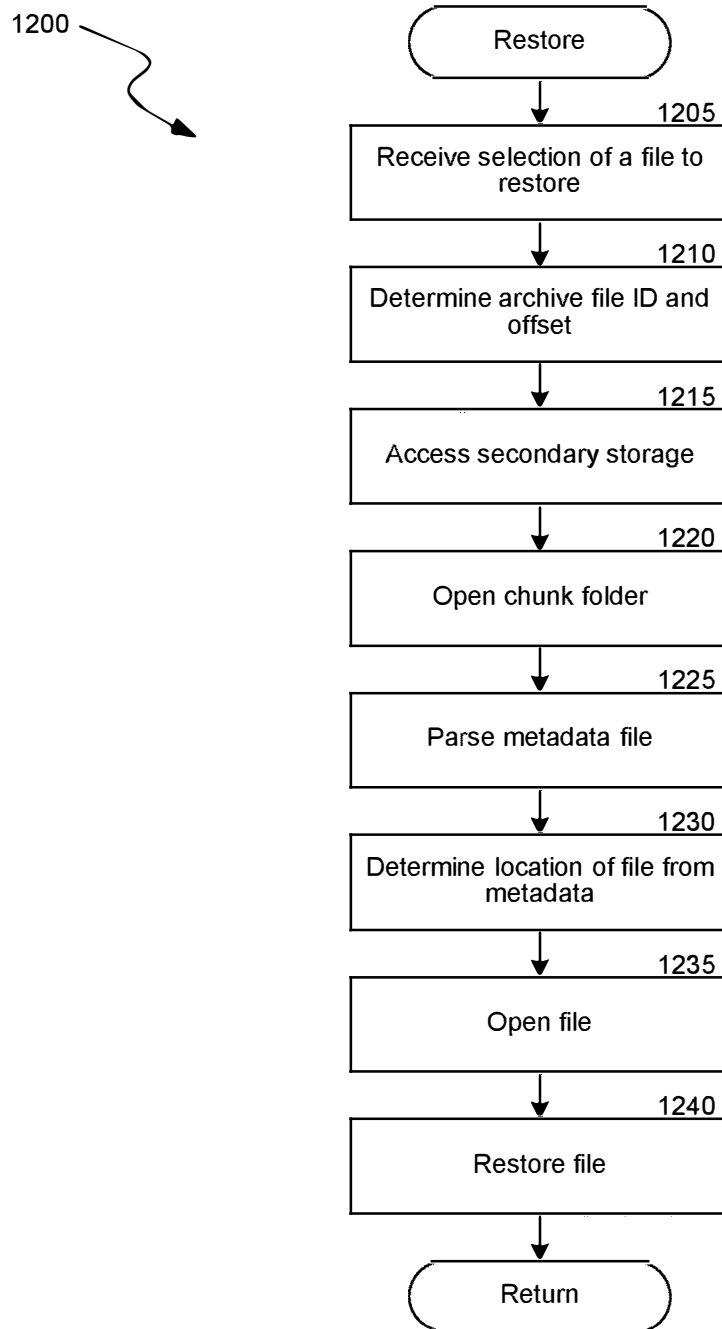 1200
Restore
1205
Receive selection of a file to
restore
1210
Determine archive file ID and
offset
1215
Access secondary storage
1220
Open chunk folder
1225
Parse metadata file
1230
Determine location of file from
metadata
1235
Open file
1240
Restore file
Return